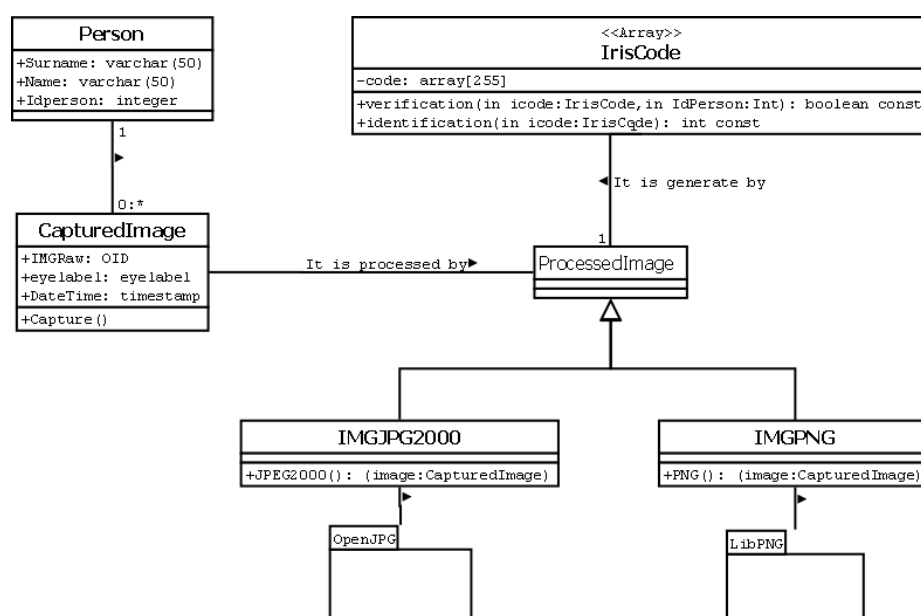 Person
+Surname: varchar(50)
+Name: varchar(50)
+Idperson: integer
<<Array>>
IrisCode
-code: array[255]
+verification(in icode:IrisCode,in IdPerson:Int): boolean const
+identification(in icode:IrisCode): int const
1
0:*
It is generate by
CapturedImage
+IMGRaw: OID
+eyelabel: eyelabel
+DateTime: timestamp
+Capture()
It is processed by
1
ProcessedImage
IMGJPG2000
+JPEG2000(): (image:CapturedImage)
IMGPNG
+PNG(): (image:CapturedImage)
OpenJPG
LibPNG